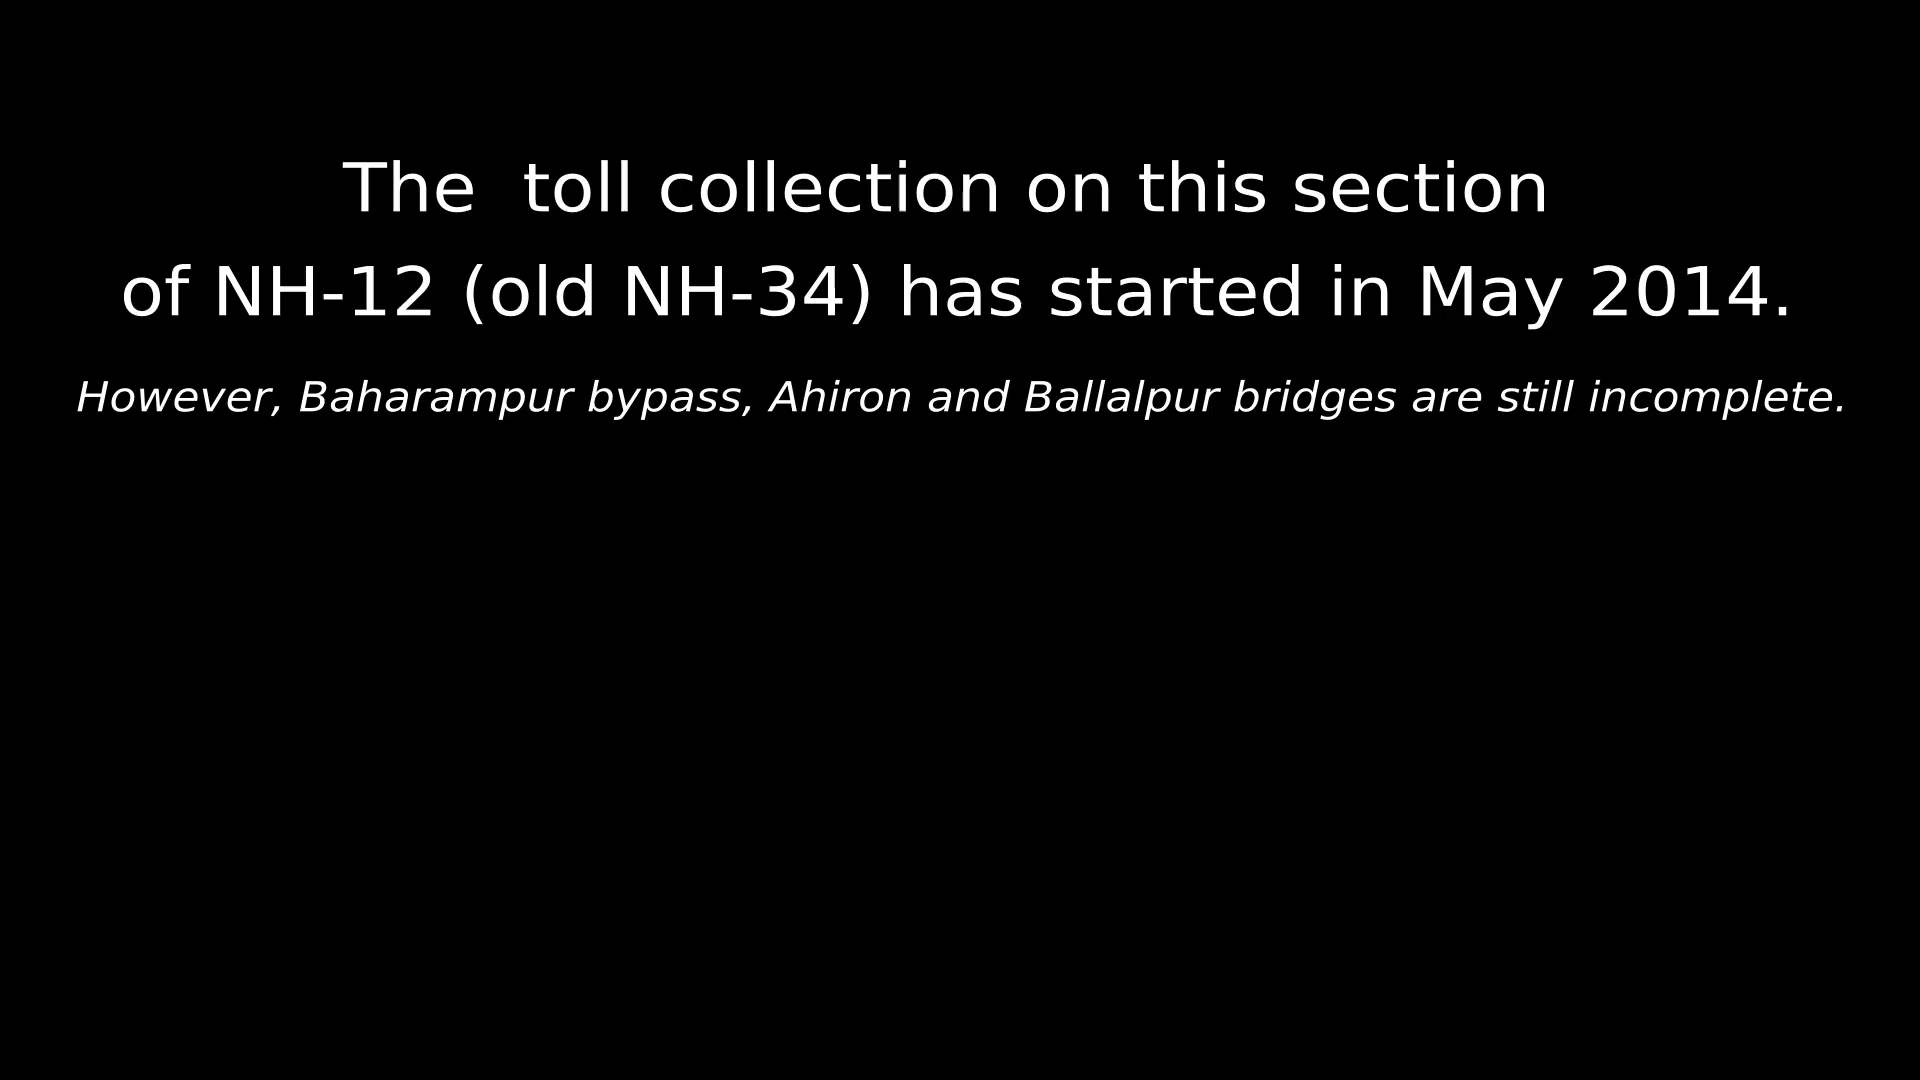 The  toll collection on this section
of NH-12 (old NH-34) has started in May 2014.
However, Baharampur bypass, Ahiron and Ballalpur bridges are still incomplete.